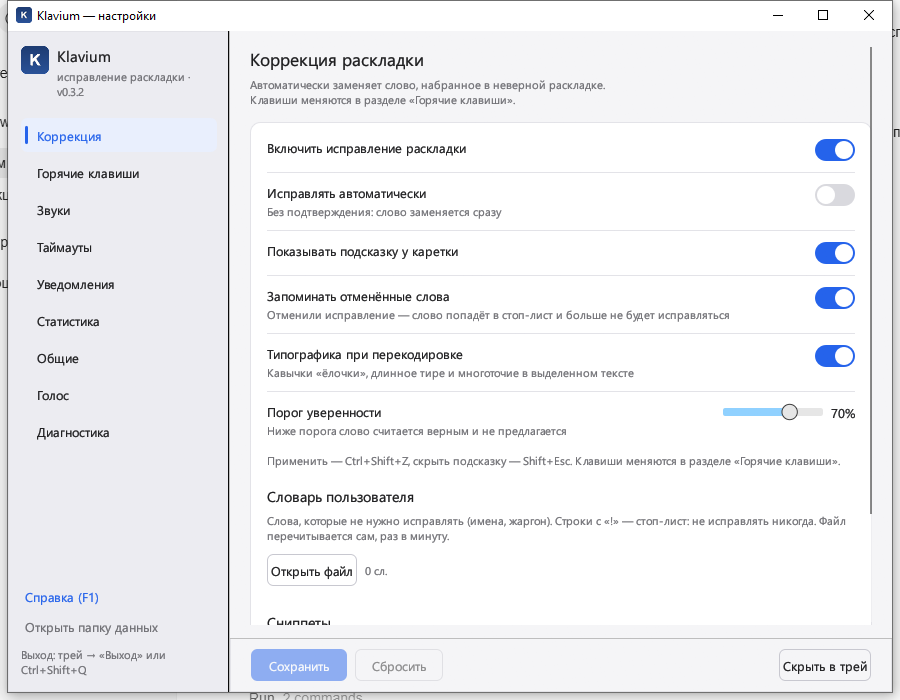 Klavium — настройки
K
Klavium
исправление раскладки ·
v0.3.2
Коррекция
Горячие клавиши
Звуки
Таймауты
Уведомления
Статистика
Общие
Голос
Диагностика
Справка (F1)
Открыть папку данных
Выход: трей → «Выход» или
Ctrl+Shift+Q
Коррекция раскладки
Автоматически заменяет слово, набранное в неверной раскладке.
Клавиши меняются в разделе «Горячие клавиши».
Включить исправление раскладки
Исправлять автоматически
Без подтверждения: слово заменяется сразу
Показывать подсказку у каретки
Запоминать отменённые слова
Отменили исправление — слово попадёт в стоп-лист и больше не будет исправляться
Типографика при перекодировке
Кавычки «ёлочки», длинное тире и многоточие в выделенном тексте
Порог уверенности
70%
Ниже порога слово считается верным и не предлагается
Применить — Ctrl+Shift+Z, скрыть подсказку — Shift+Esc. Клавиши меняются в разделе «Горячие клавиши».
Словарь пользователя
Слова, которые не нужно исправлять (имена, жаргон). Строки с «!» — стоп-лист: не исправлять никогда. Файл
перечитывается сам, раз в минуту.
Открыть файл
0 сл.
Сниппеты
Сохранить
Сбросить
Скрыть в трей
Run 2 commands